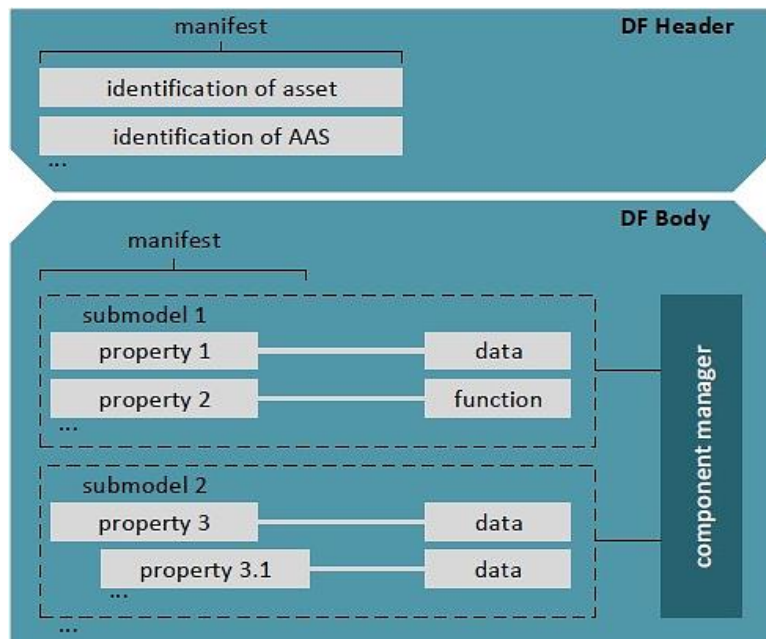 manifest
DF Header
identification of asset
identification of AAS
...
DF Body
manifest
submodel 1
property 1
data
property 2
function
...
submodel 2
property 3
data
property 3.1
data
...
...
component manager